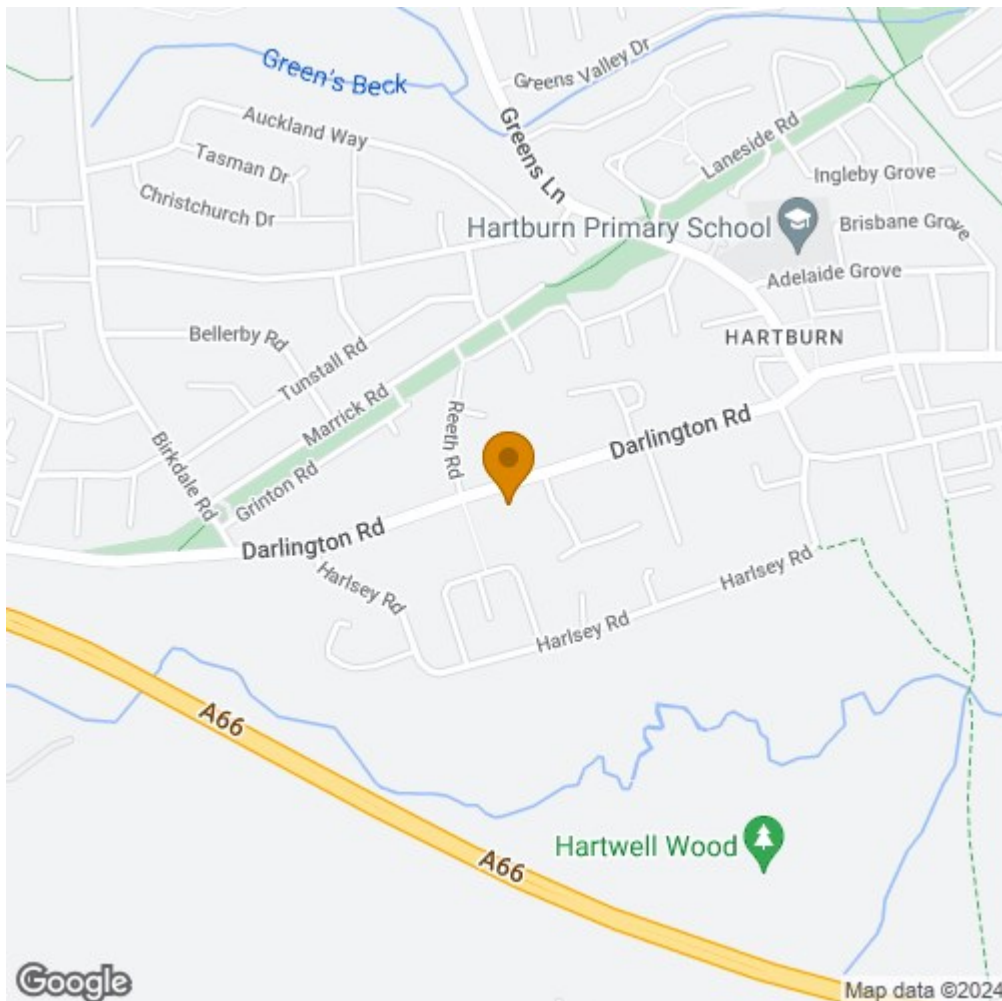 Green's Beck
Greens Valley Dr
Auckland Way
Greens Ln
Laneside Rd
Tasman Dr
Ingleby Grove
Christchurch Dr
Hartburn Primary School
Brisbane Grove
Adelaide Grove
Bellerby Rd
HARTBURN
Tunstall Rd
Marrick Rd
Reeth Rd
Darlington Rd
Birkdale Rd
Grinton Rd
Darlington Rd
Harlsey Rd
Harlsey Rd
Harlsey Rd
A66
Hartwell Wood
A66
Google
Map data ©2024